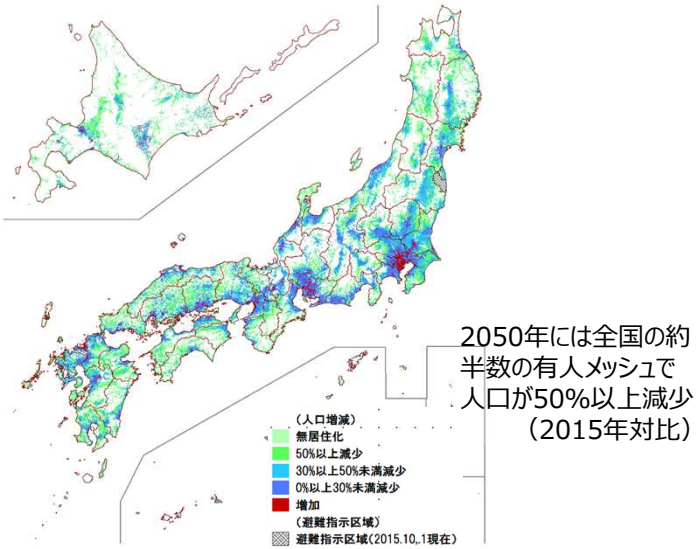 2050年には全国の約
半数の有人メッシュで
人口が50%以上減少
（2015年対比）
（人口増減）
無居住化
50%以上減少
30%以上50%未満減少
0%以上30%未満減少
増加
（避難指示区域）
避難指示区域(2015.10,.1現在)